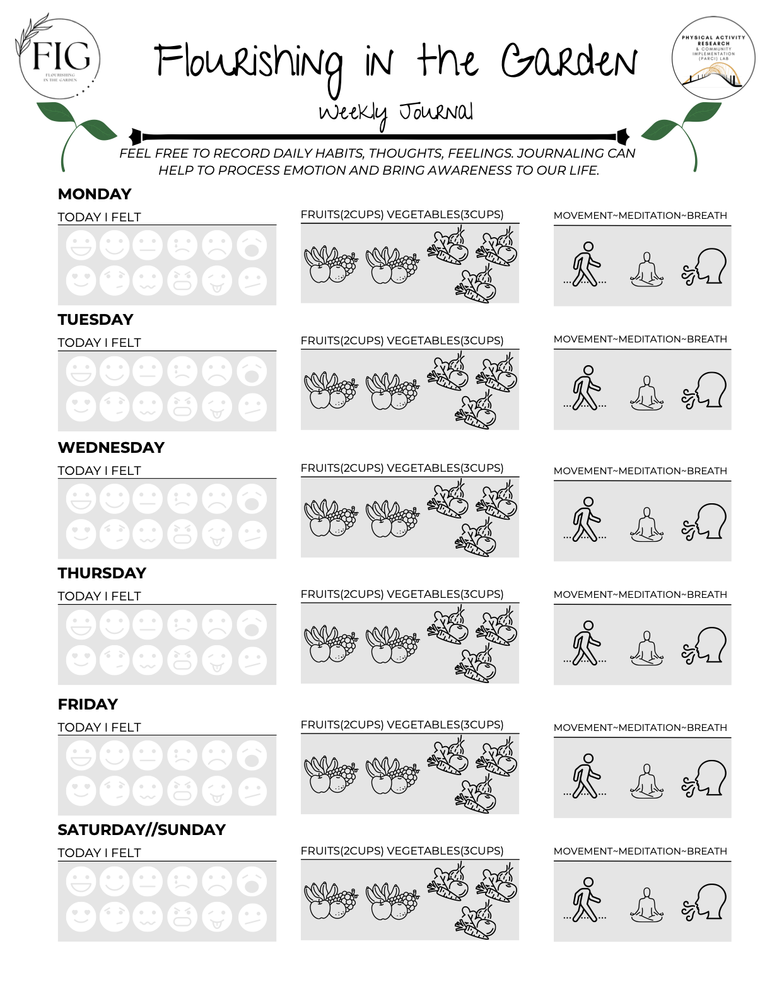 FIG
FLOURISHING
IN THE GARDEN
Flourishing in the Garden
Weekly Journal
PHYSICAL ACTIVITY
RESEARCH
& COMMUNITY
IMPLEMENTATION
(PARCI) LAB
FEEL FREE TO RECORD DAILY HABITS, THOUGHTS, FEELINGS. JOURNALING CAN
HELP TO PROCESS EMOTION AND BRING AWARENESS TO OUR LIFE.
MONDAY
TODAY I FELT
FRUITS(2CUPS) VEGETABLES(3CUPS)
MOVEMENT~MEDITATION~BREATH
TUESDAY
TODAY I FELT
FRUITS(2CUPS) VEGETABLES(3CUPS)
MOVEMENT~MEDITATION~BREATH
WEDNESDAY
TODAY I FELT
FRUITS(2CUPS) VEGETABLES(3CUPS)
MOVEMENT~MEDITATION~BREATH
THURSDAY
TODAY I FELT
FRUITS(2CUPS) VEGETABLES(3CUPS)
MOVEMENT~MEDITATION~BREATH
FRIDAY
TODAY I FELT
FRUITS(2CUPS) VEGETABLES(3CUPS)
MOVEMENT~MEDITATION~BREATH
SATURDAY//SUNDAY
TODAY I FELT
FRUITS(2CUPS) VEGETABLES(3CUPS)
MOVEMENT~MEDITATION~BREATH